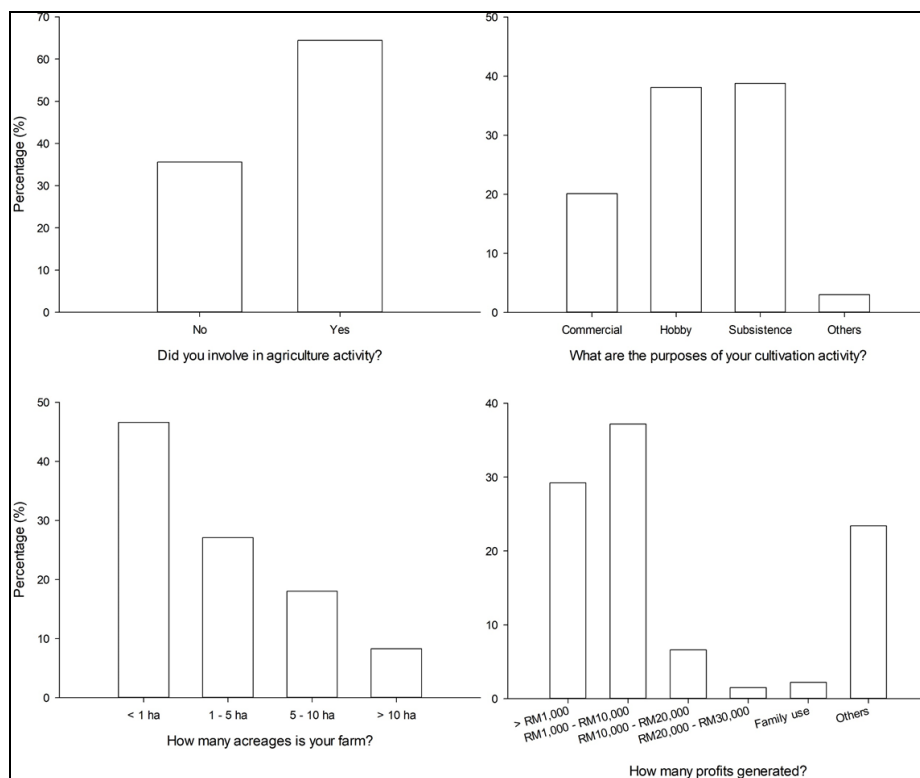 70
60
50
40
30
20
10
0
Percentage (%)
No Yes
Did you involve in agriculture activity?
50
40
30
20
10
0
Commercial Hobby Subsistence Others
What are the purposes of your cultivation activity?
50
40
30
20
10
0
Percentage (%)
< 1 ha 1 - 5 ha 5 - 10 ha > 10 ha
How many acreages is your farm?
40
30
20
10
0
> RM1,000
RM1,000 - RM10,000
RM10,000 - RM20,000
RM20,000 - RM30,000
Family use
Others
How many profits generated?